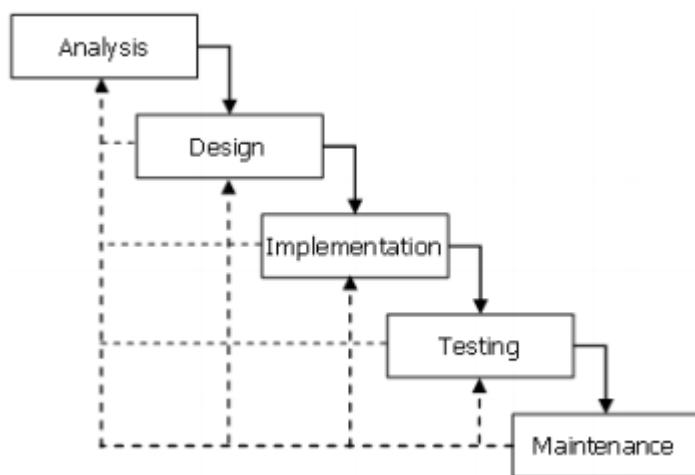 Analysis
Design
Implementation
Testing
Maintenance